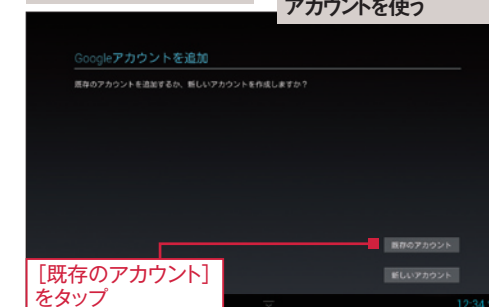 アカウントを使う
Googleアカウントを追加
既存のアカウントを追加するか、新しいアカウントを作成しますか？
既存のアカウント
［既存のアカウント］
をタップ
新しいアカウント
12:34